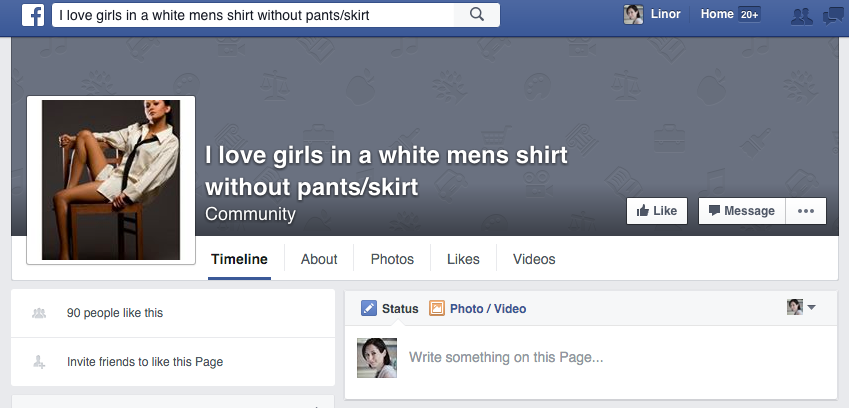 f
I love girls in a white mens shirt without pants/skirt
Linor
Home 20+
I love girls in a white mens shirt
without pants/skirt
Community
Like
Message
Timeline
About
Photos
Likes
Videos
90 people like this
Status
Photo / Video
Invite friends to like this Page
Write something on this Page...